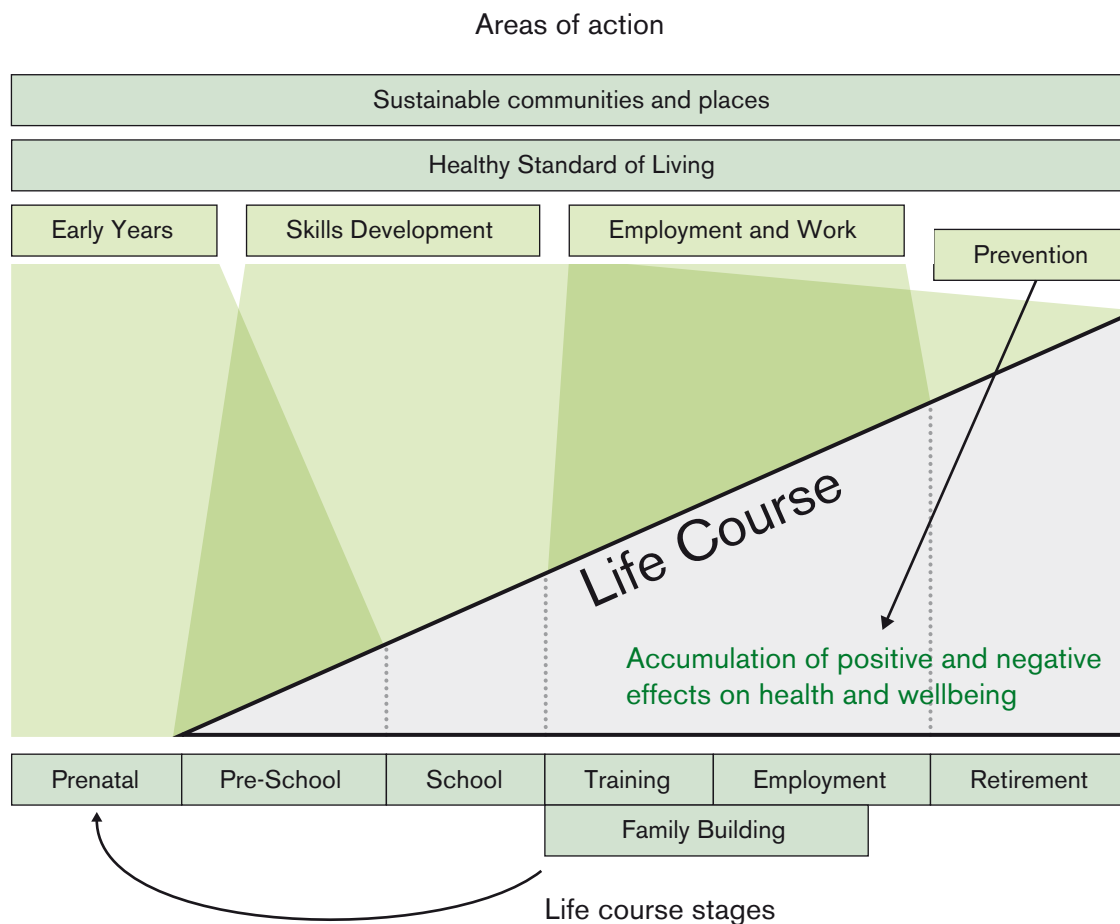 Areas of action
Sustainable communities and places
Healthy Standard of Living
Early Years
Skills Development
Employment and Work
Prevention
Life Course
Accumulation of positive and negative
effects on health and wellbeing
Prenatal
Pre-School
School
Training
Employment
Retirement
Family Building
Life course stages